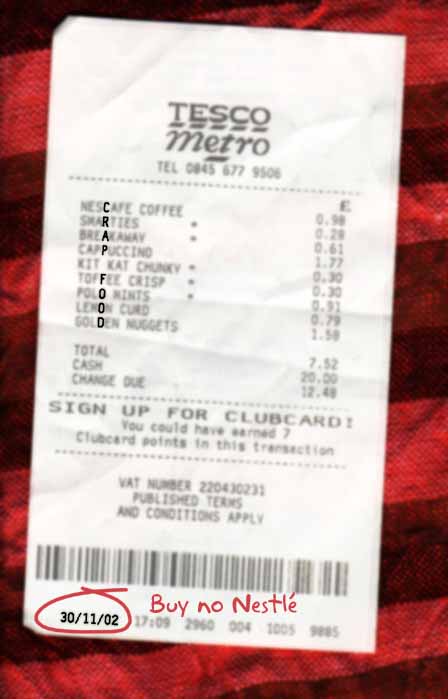 TESCO
Metro
TEL 0845 677 9506
£
NESCAFE COFFEE 0.98
SMARTIES * 0.28
BREAKAWAY * 0.61
CAPPUCCINO 1.77
KIT KAT CHUNKY * 0.30
TOFFEE CRISP * 0.30
POLO MINTS * 0.91
LEMON CURD 0.79
GOLDEN NUGGETS 1.58
TOTAL 7.52
CASH 20.00
CHANGE DUE 12.48
SIGN UP FOR CLUBCARD!
You could have earned 7
Clubcard points in this transaction
VAT NUMBER 220430231
PUBLISHED TERMS
AND CONDITIONS APPLY
Buy no Nestlé
30/11/02 17:09 2960 004 1005 9885